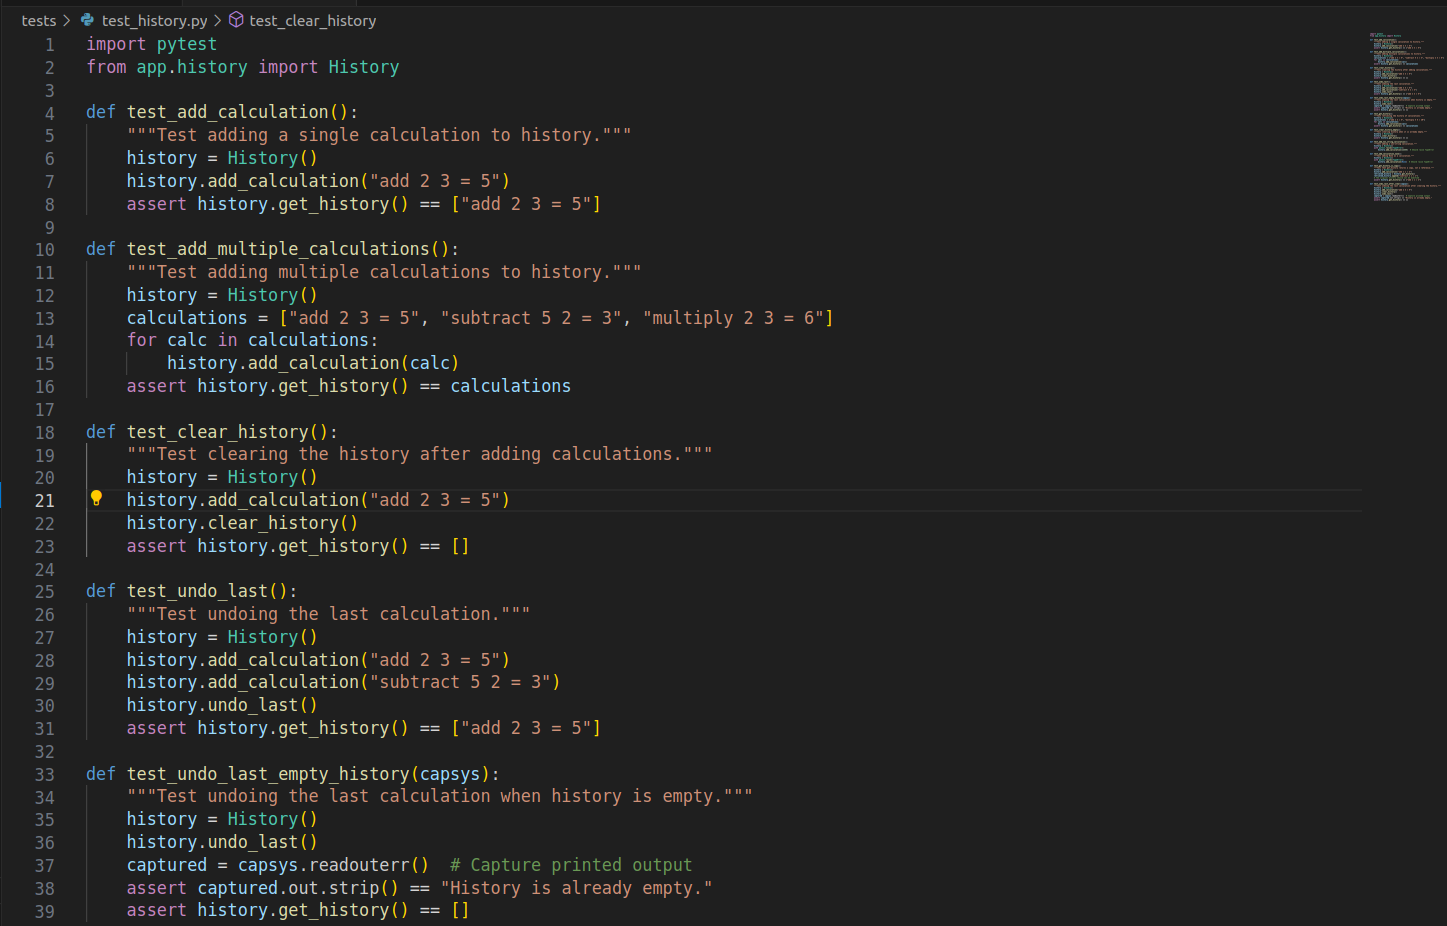 tests > test_history.py > test_clear_history
1 import pytest
2 from app.history import History
3
4 def test_add_calculation():
5     """Test adding a single calculation to history."""
6     history = History()
7     history.add_calculation("add 2 3 = 5")
8     assert history.get_history() == ["add 2 3 = 5"]
9
10 def test_add_multiple_calculations():
11     """Test adding multiple calculations to history."""
12     history = History()
13     calculations = ["add 2 3 = 5", "subtract 5 2 = 3", "multiply 2 3 = 6"]
14     for calc in calculations:
15         history.add_calculation(calc)
16     assert history.get_history() == calculations
17
18 def test_clear_history():
19     """Test clearing the history after adding calculations."""
20     history = History()
21     history.add_calculation("add 2 3 = 5")
22     history.clear_history()
23     assert history.get_history() == []
24
25 def test_undo_last():
26     """Test undoing the last calculation."""
27     history = History()
28     history.add_calculation("add 2 3 = 5")
29     history.add_calculation("subtract 5 2 = 3")
30     history.undo_last()
31     assert history.get_history() == ["add 2 3 = 5"]
32
33 def test_undo_last_empty_history(capsys):
34     """Test undoing the last calculation when history is empty."""
35     history = History()
36     history.undo_last()
37     captured = capsys.readouterr()  # Capture printed output
38     assert captured.out.strip() == "History is already empty."
39     assert history.get_history() == []